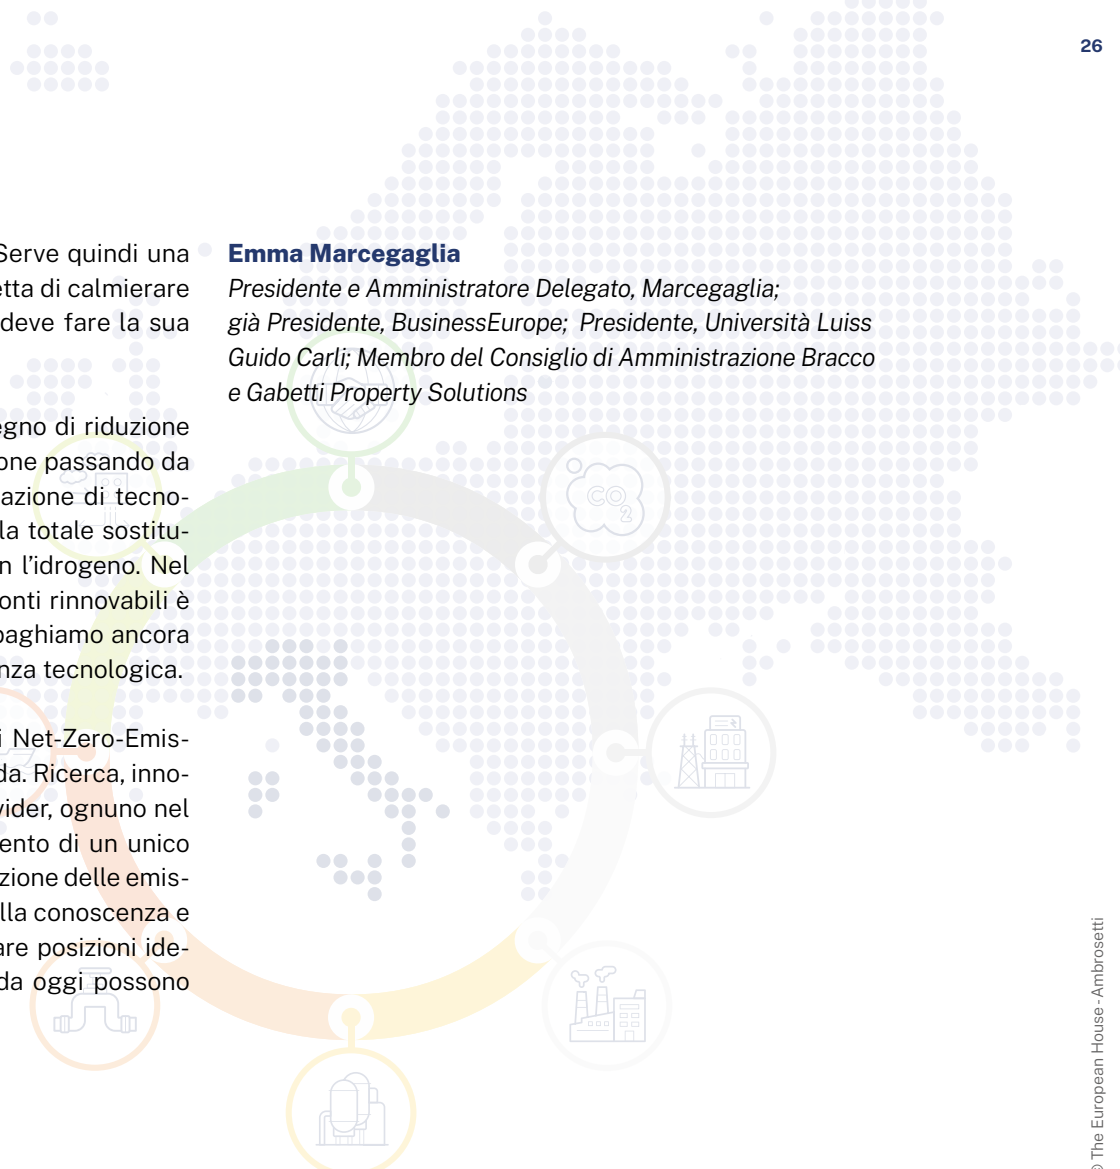 26
Serve quindi una
etta di calmierare
deve fare la sua
egno di riduzione
one passando da
azione di tecno-
la totale sostitu-
n l’idrogeno. Nel
onti rinnovabili è
paghiamo ancora
nza tecnologica.
i Net-Zero-Emis-
da. Ricerca, inno-
vider, ognuno nel
ento di un unico
zione delle emis-
lla conoscenza e
are posizioni ide-
da oggi possono
Emma Marcegaglia
Presidente e Amministratore Delegato, Marcegaglia;
già Presidente, BusinessEurope; Presidente, Università Luiss
Guido Carli; Membro del Consiglio di Amministrazione Bracco
e Gabetti Property Solutions
CO2
© The European House - Ambrosetti